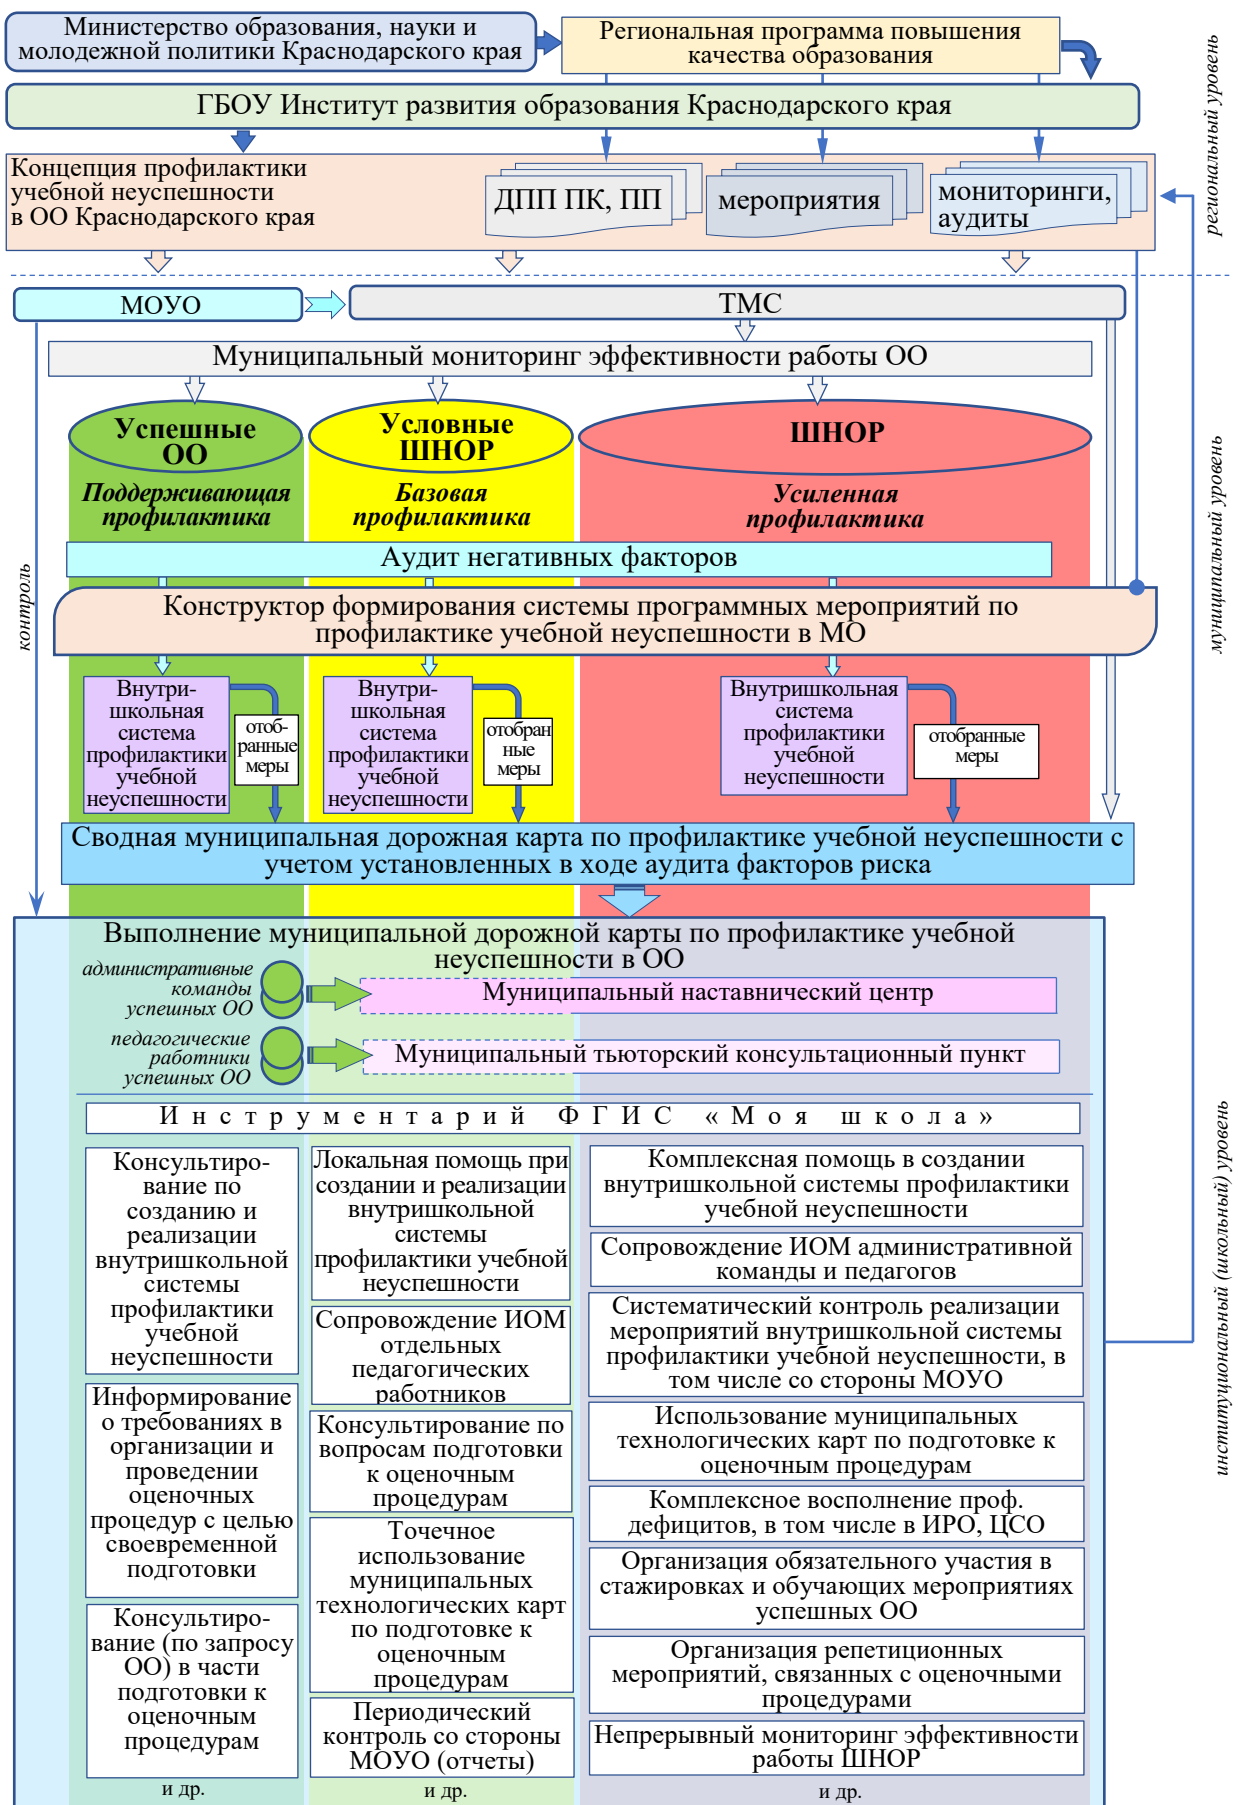 Министерство образования, науки и
молодежной политики Краснодарского края
Региональная программа повышения
качества образования
ГБОУ Институт развития образования Краснодарского края
региональный уровень
Концепция профилактики
учебной неуспешности
в ОО Краснодарского края
ДПП ПК, ПП
мероприятия
мониторинги,
аудиты
МОУО
ТМС
Муниципальный мониторинг эффективности работы ОО
Успешные
ОО
Условные
ШНОР
ШНОР
Поддерживающая
профилактика
Базовая
профилактика
Усиленная
профилактика
муниципальный уровень
контроль
Аудит негативных факторов
Конструктор формирования системы программных мероприятий по
профилактике учебной неуспешности в МО
Внутри-
школьная
система
профилактики
учебной
неуспешности
отоб-
ранные
меры
Внутри-
школьная
система
профилактики
учебной
неуспешности
отобран
ные
меры
Внутришкольная
система
профилактики
учебной
неуспешности
отобранные
меры
Сводная муниципальная дорожная карта по профилактике учебной неуспешности с
учетом установленных в ходе аудита факторов риска
Выполнение муниципальной дорожной карты по профилактике учебной
неуспешности в ОО
административные
команды
успешных ОО
Муниципальный наставнический центр
педагогические
работники
успешных ОО
Муниципальный тьюторский консультационный пункт
институциональный (школьный) уровень
Инструментарий ФГИС «Моя школа»
Консультиро-
вание по
созданию и
реализации
внутришкольной
системы
профилактики
учебной
неуспешности
Информирование
о требованиях в
организации и
проведении
оценочных
процедур с целью
своевременной
подготовки
Консультиро-
вание (по запросу
ОО) в части
подготовки к
оценочным
процедурам
и др.
Локальная помощь при
создании и реализации
внутришкольной
системы
профилактики учебной
неуспешности
Сопровождение ИОМ
отдельных
педагогических
работников
Консультирование по
вопросам подготовки
к оценочным
процедурам
Точечное
использование
муниципальных
технологических карт
по подготовке к
оценочным
процедурам
Периодический
контроль со стороны
МОУО (отчеты)
и др.
Комплексная помощь в создании
внутришкольной системы профилактики
учебной неуспешности
Сопровождение ИОМ административной
команды и педагогов
Систематический контроль реализации
мероприятий внутришкольной системы
профилактики учебной неуспешности, в
том числе со стороны МОУО
Использование муниципальных
технологических карт по подготовке к
оценочным процедурам
Комплексное восполнение проф.
дефицитов, в том числе в ИРО, ЦСО
Организация обязательного участия в
стажировках и обучающих мероприятиях
успешных ОО
Организация репетиционных
мероприятий, связанных с оценочными
процедурами
Непрерывный мониторинг эффективности
работы ШНОР
и др.